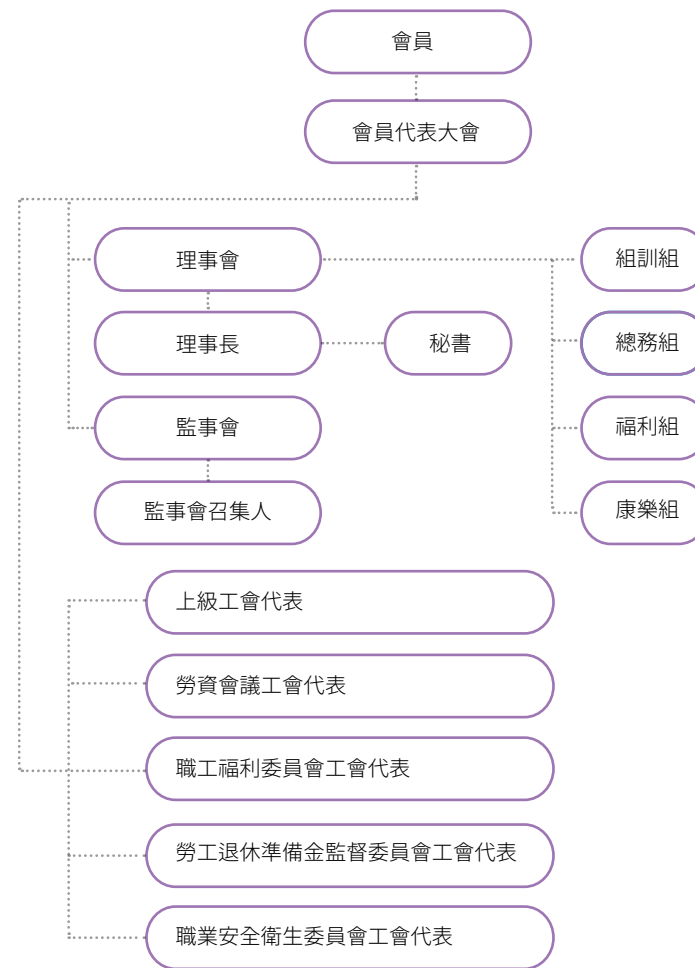 會員
會員代表大會
理事會
組訓組
理事長
秘書
總務組
監事會
福利組
監事會召集人
康樂組
上級工會代表
勞資會議工會代表
職工福利委員會工會代表
勞工退休準備金監督委員會工會代表
職業安全衛生委員會工會代表